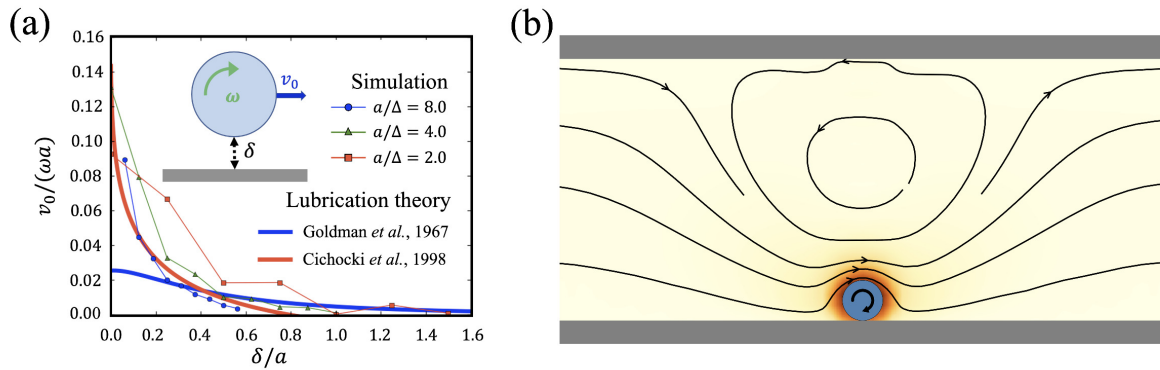 (a)
(b)
0.16
0.14
0.12
0.10
0.08
0.06
0.04
0.02
0.00
v₀/(ωa)
0.0
0.2
0.4
0.6
0.8
1.0
1.2
1.4
1.6
δ/a
ω
v₀
δ
Simulation
a/Δ = 8.0
a/Δ = 4.0
a/Δ = 2.0
Lubrication theory
Goldman et al., 1967
Cichocki et al., 1998